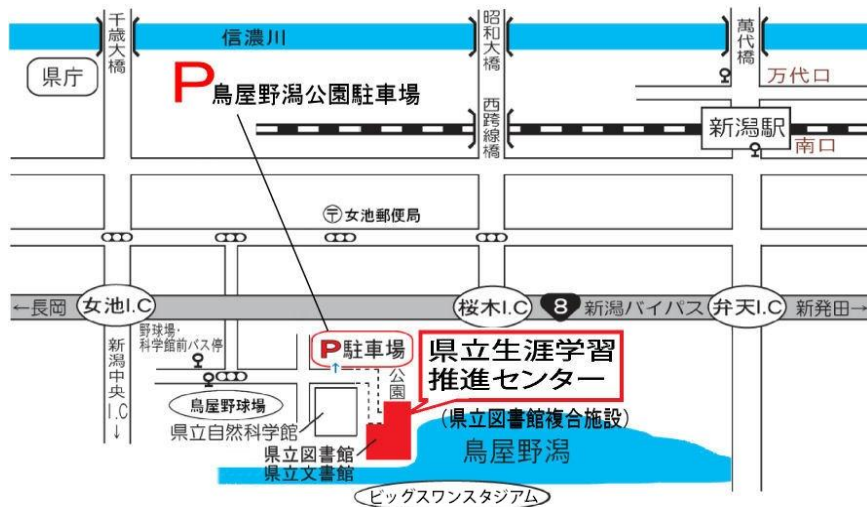 千歳大橋
信濃川
昭和大橋
萬代橋
県庁
P鳥屋野潟公園駐車場
万代口
西跨線橋
新潟駅
南口
〒女池郵便局
←長岡
女池I.C
桜木I.C
8
新潟バイパス
弁天I.C
新発田→
野球場・
科学館前バス停
新潟中央I.C↓
P駐車場
↑
公園
県立生涯学習
推進センター
(県立図書館複合施設)
鳥屋野球場
県立自然科学館
県立図書館
県立文書館
鳥屋野潟
ビッグスワンスタジアム